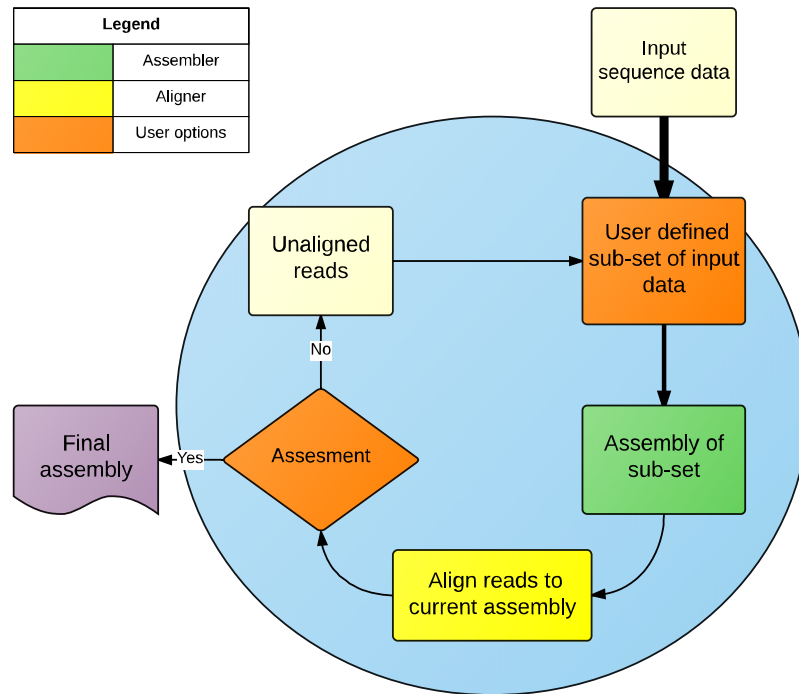 Legend
Assembler
Aligner
User options
Input
sequence data
User defined
sub-set of input
data
Unaligned
reads
No
Assesment
Yes
Final
assembly
Assembly of
sub-set
Align reads to
current assembly